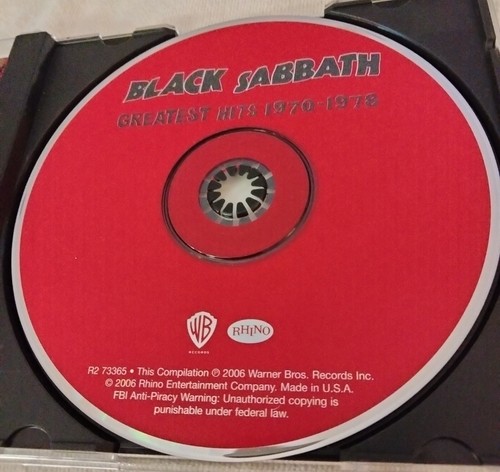 BLACK SABBATH
GREATEST HITS 1970-1978
WB
RECORDS
RHINO
R2 73365 • This Compilation ℗ 2006 Warner Bros. Records Inc.
© 2006 Rhino Entertainment Company. Made in U.S.A.
FBI Anti-Piracy Warning: Unauthorized copying is
punishable under federal law.